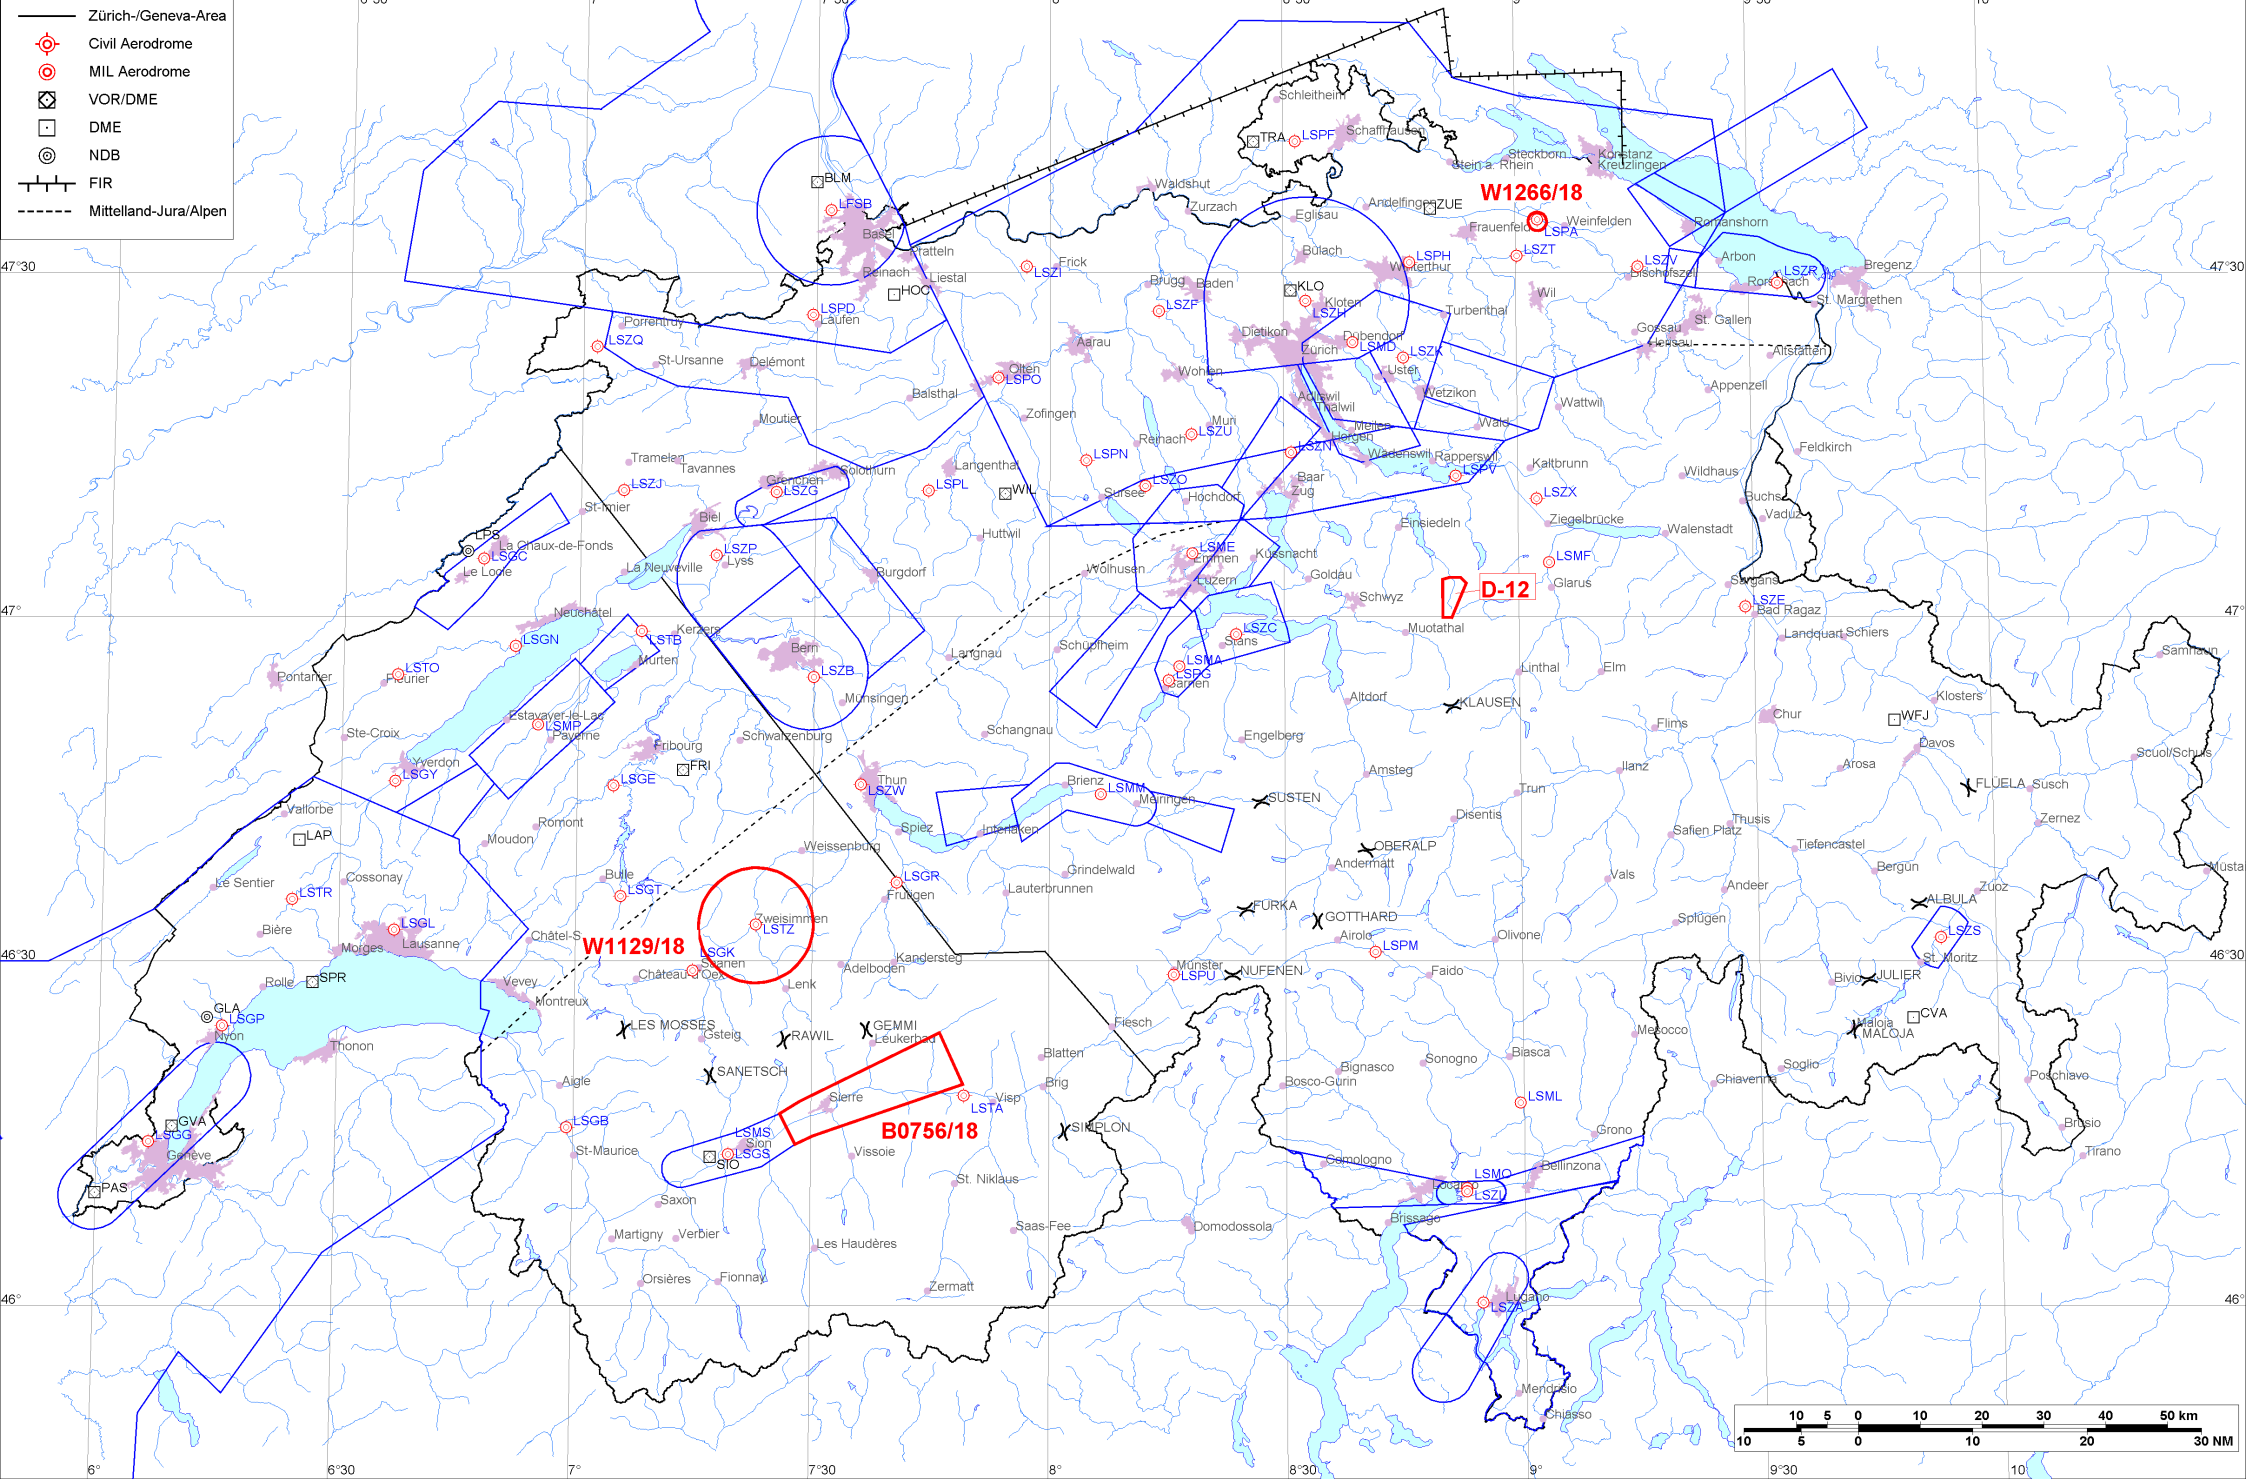 Zürich-/Geneva-Area
Civil Aerodrome
MIL Aerodrome
VOR/DME
DME
NDB
FIR
Mittelland-Jura/Alpen
Schleitheim
TRA
LSPF
Schaffhausen
Stein a. Rhein
Steckborn
Konstanz
Kreuzlingen
BLM
LFSB
Basel
Waldshut
Zurzach
Eglisau
Andelfingen
ZUE
W1266/18
LSPA
Weinfelden
Romanshorn
Frauenfeld
Pratteln
Reinach
Liestal
HOC
LSZI
Frick
Bülach
LSPH
Winterthur
LSZT
LSZV
Bischofszell
Arbon
LSZR
Rorschach
Bregenz
St. Margrethen
47°30
47°30
Brugg
Baden
KLO
Kloten
LSZH
LSZF
Turbenthal
Wil
Gossau
St. Gallen
Herisau
Altstätten
LSPD
Laufen
Porrentruy
LSZQ
St-Ursanne
Delémont
Aarau
Dietikon
Zürich
Dübendorf
LSMD
LSZK
Uster
Wetzikon
Appenzell
Olten
LSPO
Balsthal
Wohlen
Adliswil
Thalwil
Wattwil
Moutier
Zofingen
Muri
Reinach
LSZU
Meilen
Horgen
Wald
Feldkirch
Tramelan
Tavannes
Grenchen
LSZG
Solothurn
Langenthal
LSPN
LSZN
Wädenswil
Rapperswil
LSPV
Kaltbrunn
Wildhaus
LSZJ
LSPL
WIL
Sursee
LSZO
Hochdorf
Baar
Zug
LSZX
Buchs
Vaduz
St-Imier
Biel
Huttwil
Einsiedeln
Ziegelbrücke
Walenstadt
LPS
LSGC
La Chaux-de-Fonds
Le Locle
LSZP
Lyss
La Neuveville
Burgdorf
Wolhusen
LSME
Emmen
Luzern
Küssnacht
Goldau
LSMF
Glarus
D-12
Sargans
LSZE
Bad Ragaz
47°
47°
Neuchâtel
LSGN
LSTB
Kerzers
Murten
Bern
LSZB
Langnau
Schüpfheim
LSZC
Stans
LSMA
LSPG
Sarnen
Schwyz
Muotathal
Linthal
Elm
Landquart
Schiers
Samnaun
Pontarlier
LSTO
Fleurier
Ste-Croix
Estavayer-le-Lac
LSMP
Payerne
Münsingen
Schangnau
Engelberg
Altdorf
KLAUSEN
Flims
Chur
WFJ
Klosters
Davos
Arosa
Scuol/Schuls
Yverdon
LSGY
Fribourg
FRI
LSGE
Schwarzenburg
Thun
LSZW
Brienz
LSMM
Meiringen
SUSTEN
Amsteg
Trun
Ilanz
FLÜELA
Susch
Zernez
Vallorbe
LAP
Romont
Moudon
Spiez
Interlaken
Disentis
Safien Platz
Thusis
Tiefencastel
Bergün
Le Sentier
Cossonay
LSTR
Bulle
LSGT
Weissenburg
LSGR
Frutigen
Lauterbrunnen
Grindelwald
OBERALP
Andermatt
Vals
Andeer
Zuoz
ALBULA
LSZS
Bière
LSGL
Morges
Lausanne
Châtel-S.
W1129/18
Zweisimmen
LSTZ
LSGK
Saanen
Château-d'Oex
FURKA
GOTTHARD
Airolo
LSPM
Olivone
Splügen
St. Moritz
46°30
46°30
Rolle
SPR
Vevey
Montreux
Adelboden
Kandersteg
Lenk
Münster
LSPU
NUFENEN
Faido
Bivio
JULIER
CVA
GLA
LSGP
Nyon
Thonon
LES MOSSES
Gsteig
RAWIL
GEMMI
Leukerbad
Fiesch
Blatten
Mesocco
Maloja
MALOJA
SANETSCH
Aigle
Brig
Bignasco
Bosco-Gurin
Sonogno
Biasca
Chiavenna
Soglio
Poschiavo
GVA
LSGG
Genève
PAS
LSGB
St-Maurice
LSMS
Sion
LSGS
SIO
Sierre
B0756/18
LSTA
Visp
Vissoie
SIMPLON
LSML
Grono
Brusio
Tirano
St. Niklaus
Saxon
Comologno
LSMO
LSZL
Bellinzona
Locarno
Brissago
Martigny
Verbier
Les Haudères
Saas-Fee
Domodossola
Orsières
Fionnay
Zermatt
46°
46°
Lugano
LSZA
Mendrisio
Chiasso
10 5 0 10 20 30 40 50 km
10 5 0 10 20 30 NM
6° 6°30 7° 7°30 8° 8°30 9° 9°30 10°